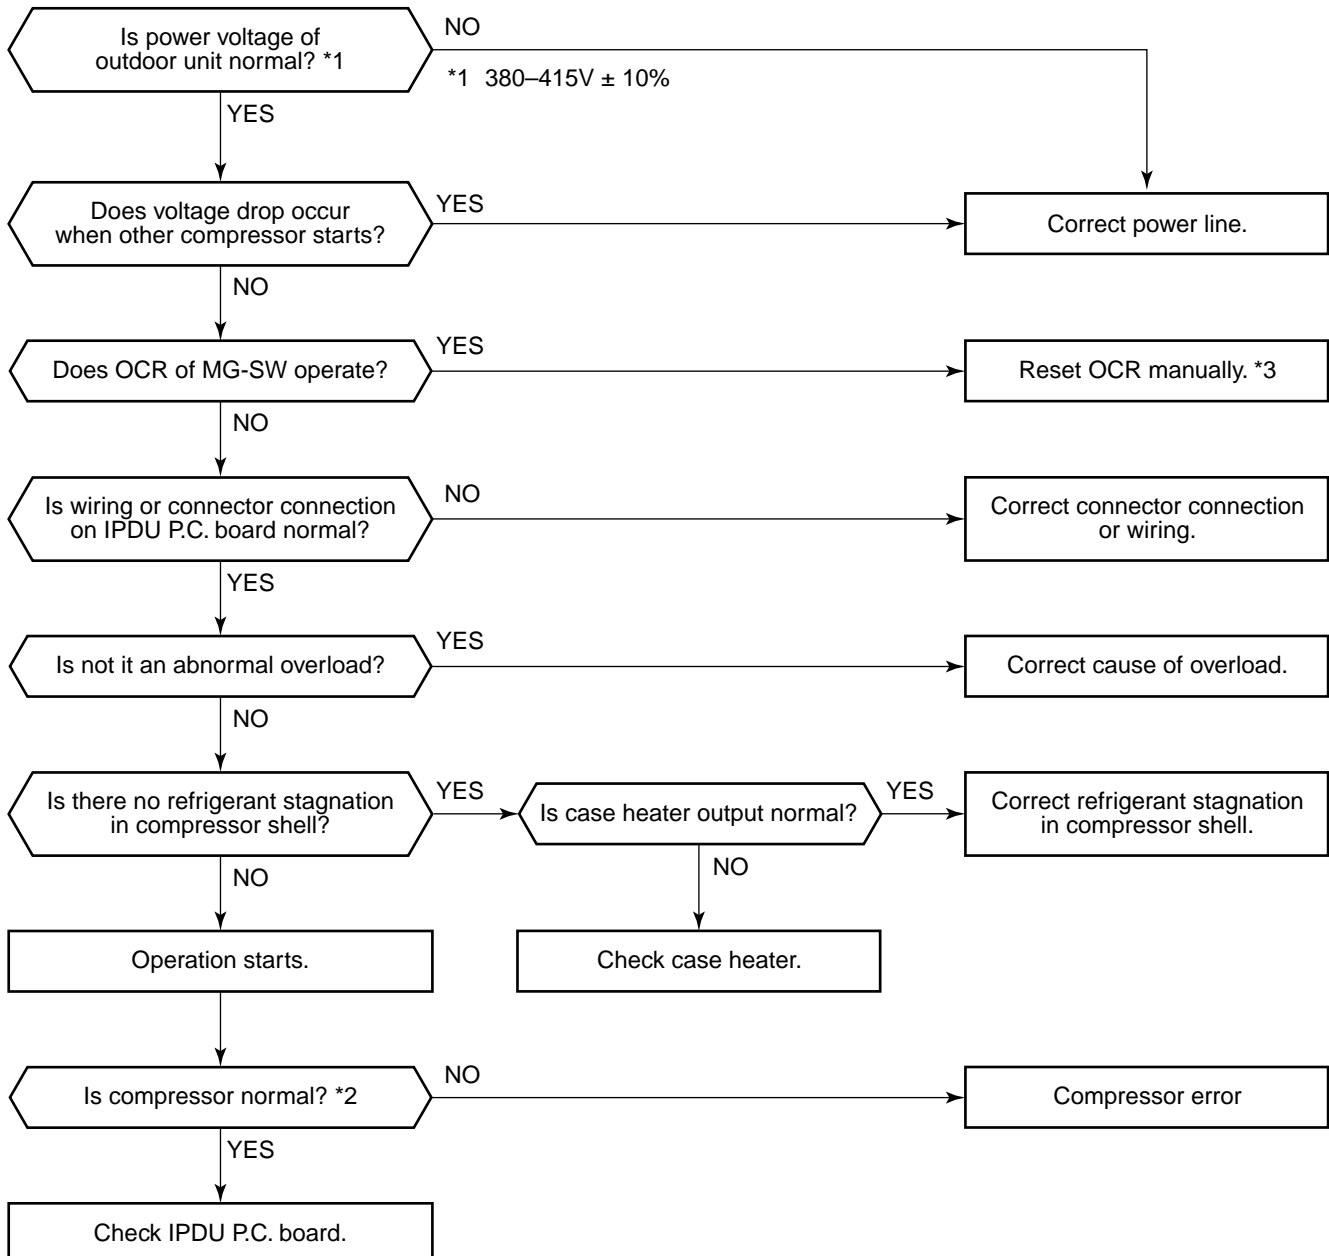 Is power voltage of
outdoor unit normal? *1
NO
*1 380–415V ± 10%
YES
Does voltage drop occur
when other compressor starts?
YES
Correct power line.
NO
Does OCR of MG-SW operate?
YES
Reset OCR manually. *3
NO
Is wiring or connector connection
on IPDU P.C. board normal?
NO
Correct connector connection
or wiring.
YES
Is not it an abnormal overload?
YES
Correct cause of overload.
NO
Is there no refrigerant stagnation
in compressor shell?
YES
Is case heater output normal?
YES
Correct refrigerant stagnation
in compressor shell.
NO
NO
Operation starts.
Check case heater.
Is compressor normal? *2
NO
Compressor error
YES
Check IPDU P.C. board.